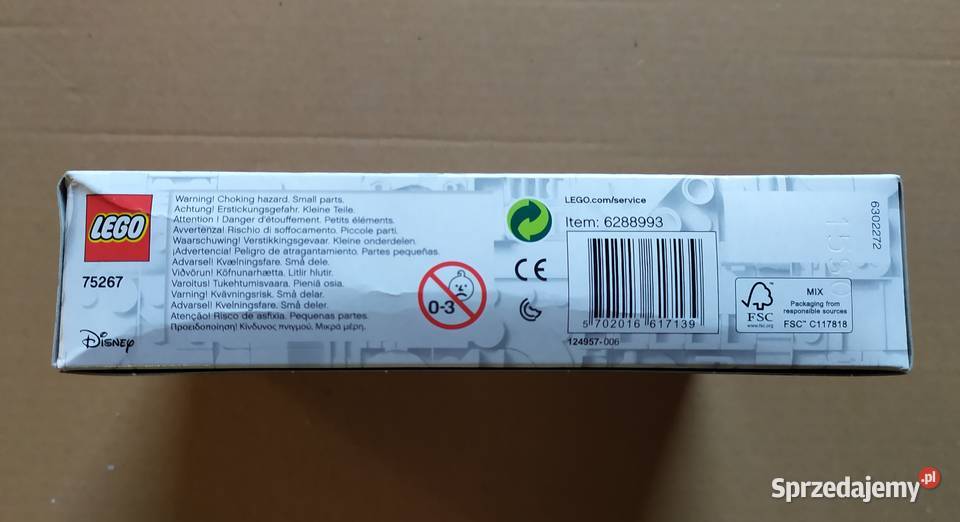 LEGO
75267
Disney
Warning! Choking hazard. Small parts.
Achtung! Erstickungsgefahr. Kleine Teile.
Attention ! Danger d'étouffement. Petits éléments.
Avvertenza! Rischio di soffocamento. Piccole parti.
Waarschuwing! Verstikkingsgevaar. Kleine onderdelen.
¡Advertencia! Peligro de atragantamiento. Partes pequeñas.
Advarsel! Kvælningsfare. Små dele.
Viðvörun! Köfnunarhætta. Litlir hlutir.
Varoitus! Tukehtumisvaara. Pieniä osia.
Varning! Kvävningsrisk. Små delar.
Advarsel! Kvelningsfare. Små deler.
Atenção! Risco de asfixia. Pequenas partes.
Προειδοποίηση! Κίνδυνος πνιγμού. Μικρά μέρη.
0-3
CE
LEGO.com/service
Item: 6288993
5 702016 617139
124957-006
FSC
www.fsc.org
MIX
Packaging from
responsible sources
FSC™ C117818
6302272
Sprzedajemy.pl